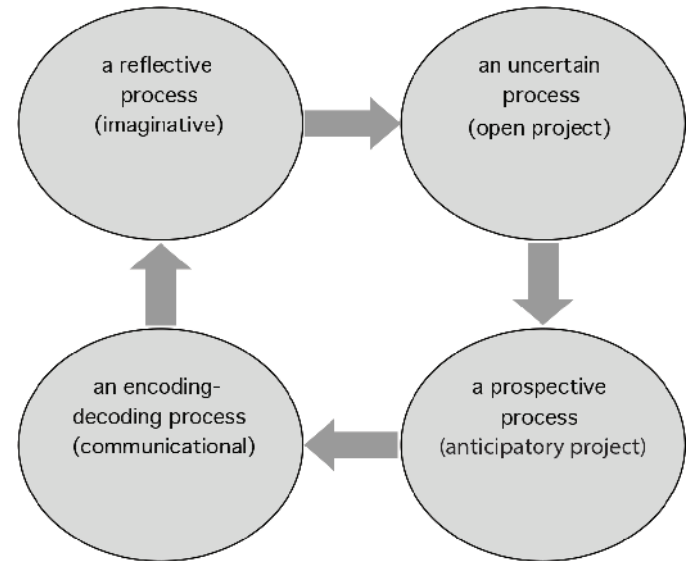 a reflective
process
(imaginative)
an uncertain
process
(open project)
an encoding-
decoding process
(communicational)
a prospective
process
(anticipatory project)